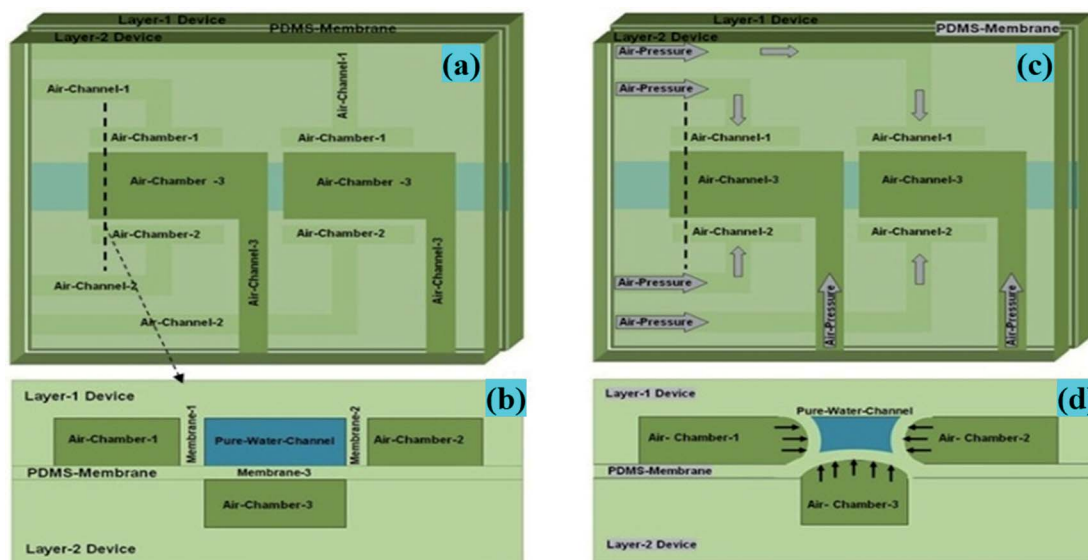 Layer-1 Device
PDMS-Membrane
Layer-2 Device
(a)
Air-Channel-1
Air-Channel-1
Air-Chamber-1
Air-Chamber-1
Air-Chamber -3
Air-Chamber -3
Air-Chamber-2
Air-Chamber-2
Air-Channel-3
Air-Channel-3
Air-Channel-2
Air-Channel-2
(b)
Layer-1 Device
Membrane-1
Membrane-2
Air-Chamber-1
Pure-Water-Channel
Air-Chamber-2
PDMS-Membrane
Membrane-3
Air-Chamber-3
Layer-2 Device
Layer-1 Device
PDMS-Membrane
Layer-2 Device
(c)
Air-Pressure
Air-Pressure
Air-Channel-1
Air-Channel-1
Air-Channel-3
Air-Channel-3
Air-Channel-2
Air-Channel-2
Air-Pressure
Air-Pressure
Air-Pressure
Air-Pressure
(d)
Layer-1 Device
Pure-Water-Channel
Air- Chamber-1
Air- Chamber-2
PDMS-Membrane
Air- Chamber-3
Layer-2 Device